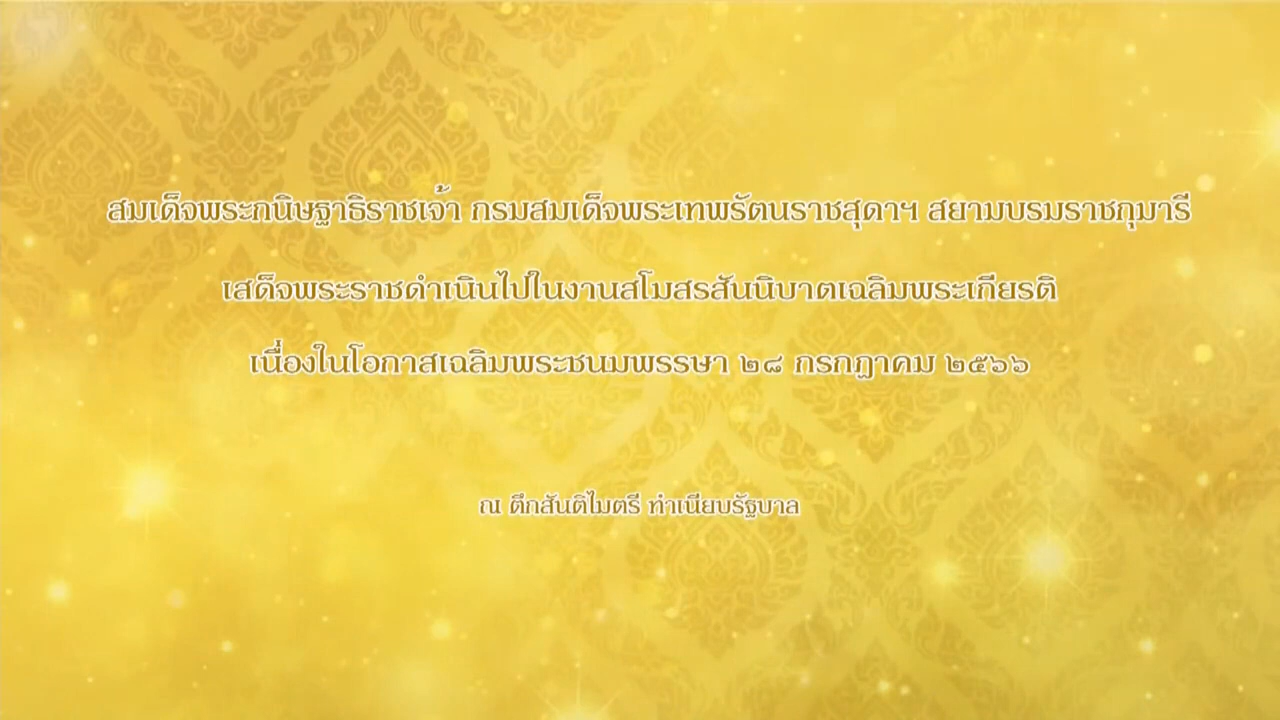 สมเด็จพระกนิษฐาธิราชเจ้า กรมสมเด็จพระเทพรัตนราชสุดาฯ สยามบรมราชกุมารี
เสด็จพระราชดำเนินไปในงานสโมสรสันนิบาตเฉลิมพระเกียรติ
เนื่องในโอกาสเฉลิมพระชนมพรรษา ๒๘ กรกฎาคม ๒๕๖๖
ณ ตึกสันติไมตรี ทำเนียบรัฐบาล